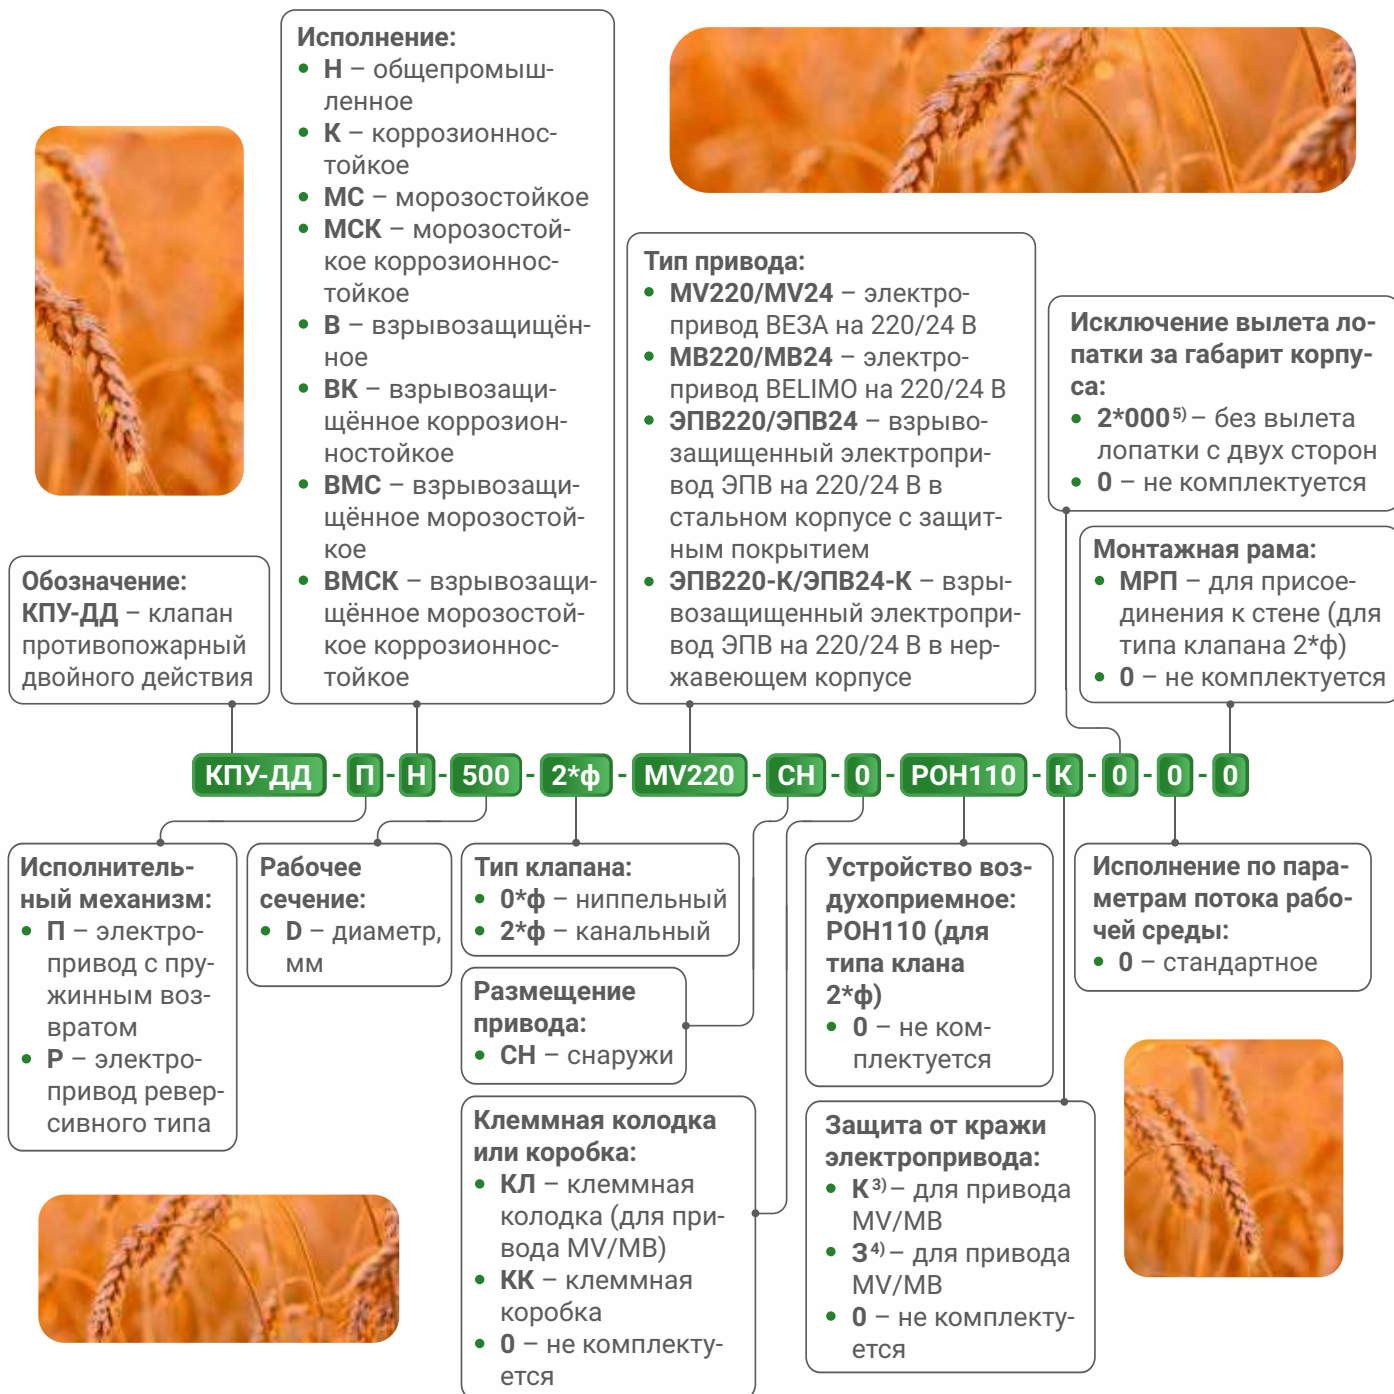 Исполнение:
• Н – общепромыш-
ленное
• К – коррозионнос-
тойкое
• МС – морозостойкое
• МСК – морозостой-
кое коррозионнос-
тойкое
• В – взрывозащищён-
ное
• ВК – взрывозащи-
щённое коррозион-
ностойкое
• ВМС – взрывозащи-
щённое морозостой-
кое
• ВМСК – взрывозащи-
щённое морозостой-
кое коррозионнос-
тойкое
Тип привода:
• MV220/MV24 – электро-
привод ВЕЗА на 220/24 В
• MB220/MB24 – электро-
привод BELIMO на 220/24 В
• ЭПВ220/ЭПВ24 – взрыво-
защищенный электропри-
вод ЭПВ на 220/24 В в
стальном корпусе с защит-
ным покрытием
• ЭПВ220-К/ЭПВ24-К – взры-
возащищенный электропри-
вод ЭПВ на 220/24 В в нер-
жавеющем корпусе
Исключение вылета ло-
патки за габарит корпу-
са:
• 2*000⁵⁾ – без вылета
лопатки с двух сторон
• 0 – не комплектуется
Обозначение:
КПУ-ДД – клапан
противопожарный
двойного действия
Монтажная рама:
• МРП – для присое-
динения к стене (для
типа клапана 2*ф)
• 0 – не комплектуется
КПУ-ДД - П - Н - 500 - 2*ф - MV220 - СН - 0 - РОН110 - К - 0 - 0 - 0
Исполнитель-
ный механизм:
• П – электро-
привод с пру-
жинным воз-
вратом
• Р – электро-
привод ревер-
сивного типа
Рабочее
сечение:
• D – диаметр,
мм
Тип клапана:
• 0*ф – ниппельный
• 2*ф – канальный
Размещение
привода:
• СН – снаружи
Клеммная колодка
или коробка:
• КЛ – клеммная
колодка (для при-
вода MV/MB)
• КК – клеммная
коробка
• 0 – не комплекту-
ется
Устройство воз-
духоприемное:
РОН110 (для
типа клана
2*ф)
• 0 – не ком-
плектуется
Защита от кражи
электропривода:
• К³⁾ – для привода
MV/MB
• З⁴⁾ – для привода
MV/MB
• 0 – не комплекту-
ется
Исполнение по пара-
метрам потока рабо-
чей среды:
• 0 – стандартное